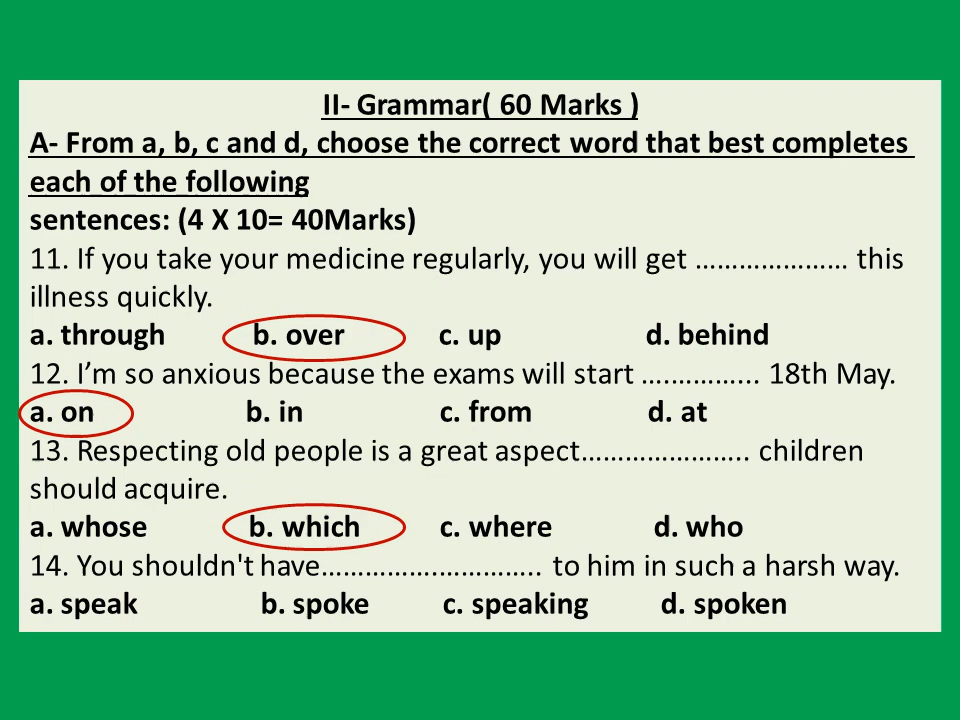 II- Grammar( 60 Marks )
A- From a, b, c and d, choose the correct word that best completes
each of the following
sentences: (4 X 10= 40Marks)
11. If you take your medicine regularly, you will get ………………… this
illness quickly.
a. through b. over c. up d. behind
12. I’m so anxious because the exams will start ….………... 18th May.
a. on b. in c. from d. at
13. Respecting old people is a great aspect………………….. children
should acquire.
a. whose b. which c. where d. who
14. You shouldn't have…………….………….. to him in such a harsh way.
a. speak b. spoke c. speaking d. spoken